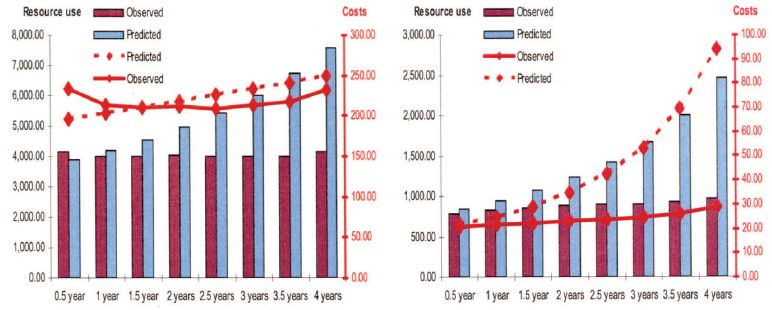 Resource use
Observed
Costs
Predicted
Predicted
Observed
8,000.00
7,000.00
6,000.00
5,000.00
4,000.00
3,000.00
2,000.00
1,000.00
0.00
300.00
250.00
200.00
150.00
100.00
50.00
0.00
0.5 year 1 year 1.5 year 2 years 2.5 years 3 years 3.5 years 4 years
Resource use
Observed
Costs
Predicted
Observed
Predicted
3,000.00
2,500.00
2,000.00
1,500.00
1,000.00
500.00
0.00
100.00
90.00
80.00
70.00
60.00
50.00
40.00
30.00
20.00
10.00
0.00
0.5 year 1 year 1.5 year 2 years 2.5 years 3 years 3.5 years 4 years